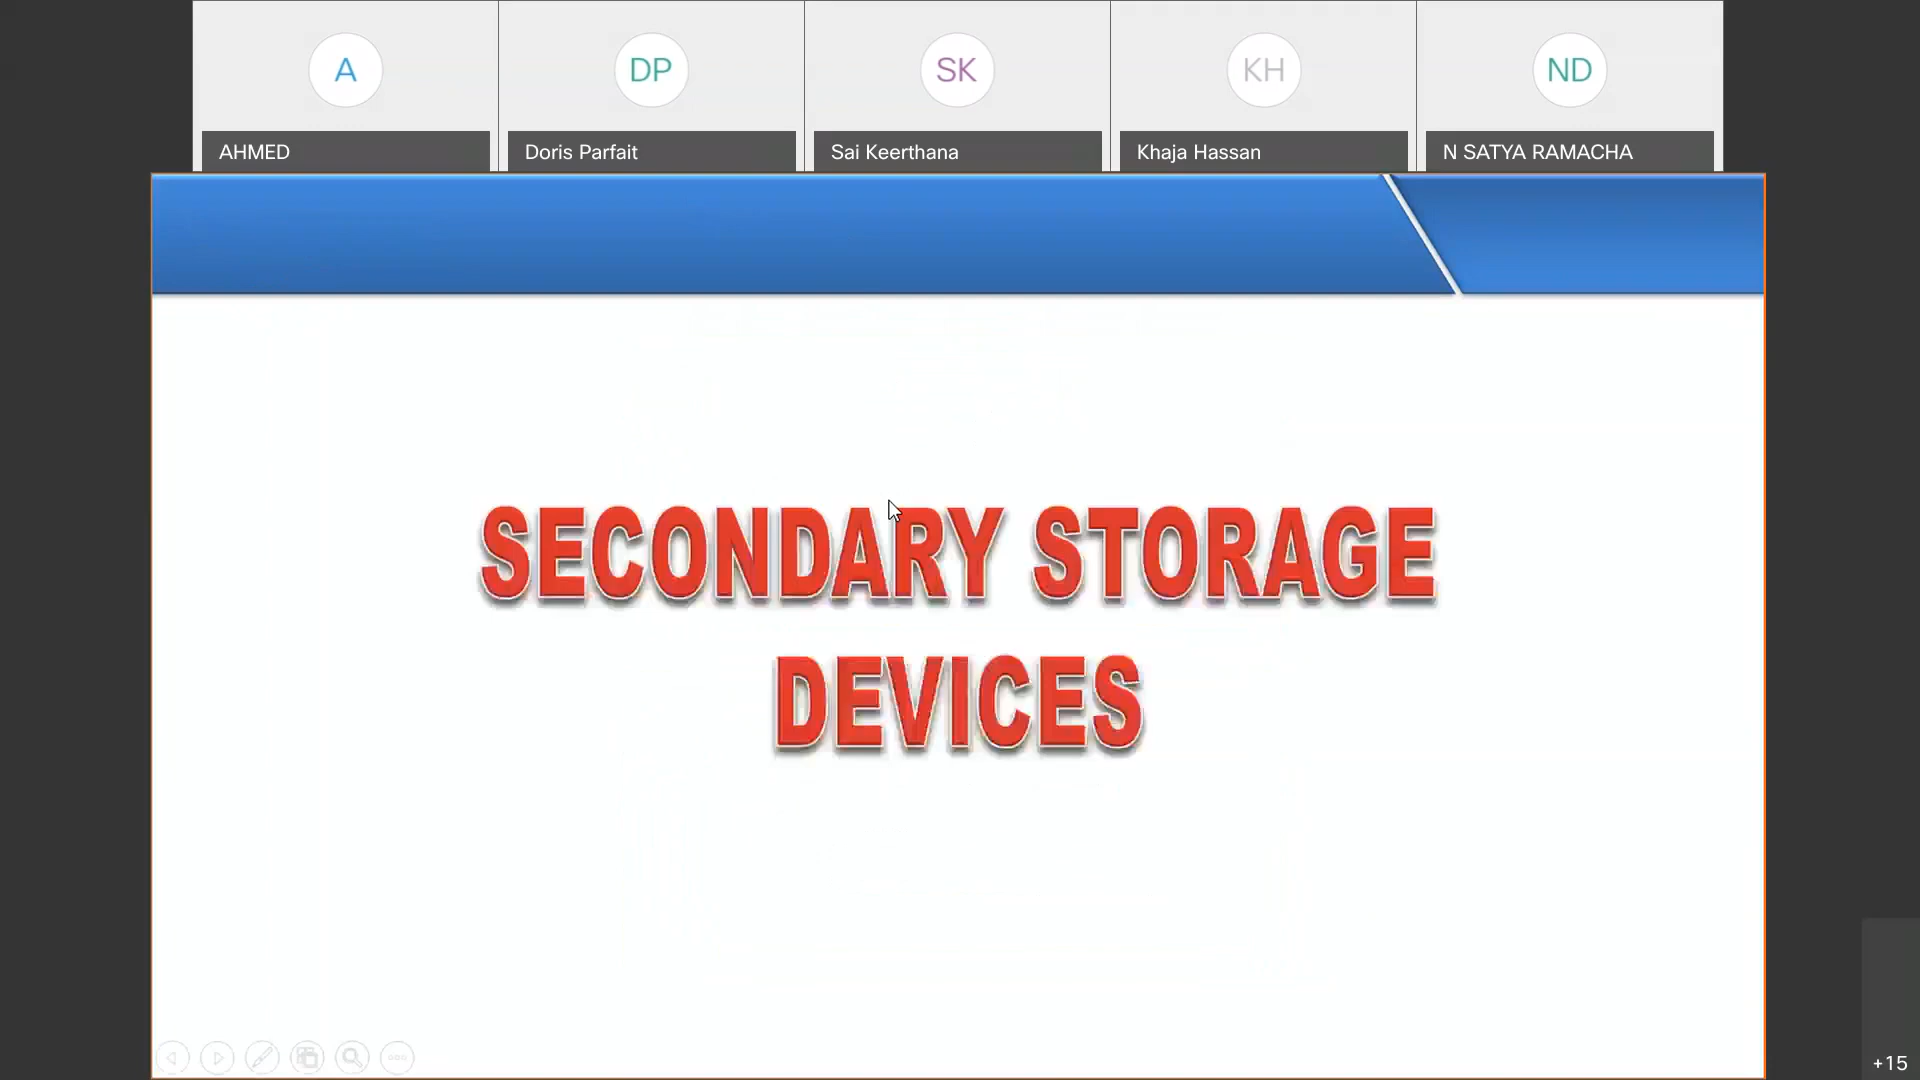 A
DP
SK
KH
ND
AHMED
Doris Parfait
Sai Keerthana
Khaja Hassan
N SATYA RAMACHA
SECONDARY STORAGE
DEVICES
+15